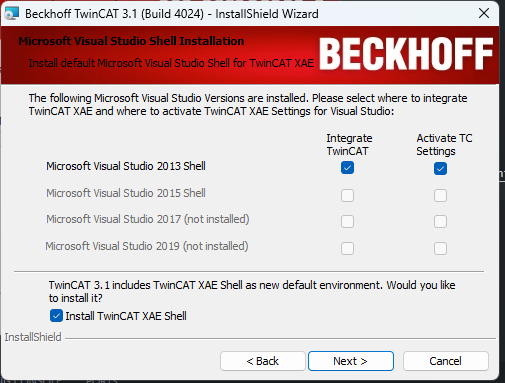 Beckhoff TwinCAT 3.1 (Build 4024) - InstallShield Wizard
Microsoft Visual Studio Shell Installation
Install default Microsoft Visual Studio Shell for TwinCAT XAE
BECKHOFF
The following Microsoft Visual Studio Versions are installed. Please select where to integrate
TwinCAT XAE and where to activate TwinCAT XAE Settings for Visual Studio:
Integrate
TwinCAT
Activate TC
Settings
Microsoft Visual Studio 2013 Shell
Microsoft Visual Studio 2015 Shell
Microsoft Visual Studio 2017 (not installed)
Microsoft Visual Studio 2019 (not installed)
TwinCAT 3.1 includes TwinCAT XAE Shell as new default environment. Would you like
to install it?
Install TwinCAT XAE Shell
InstallShield
< Back
Next >
Cancel